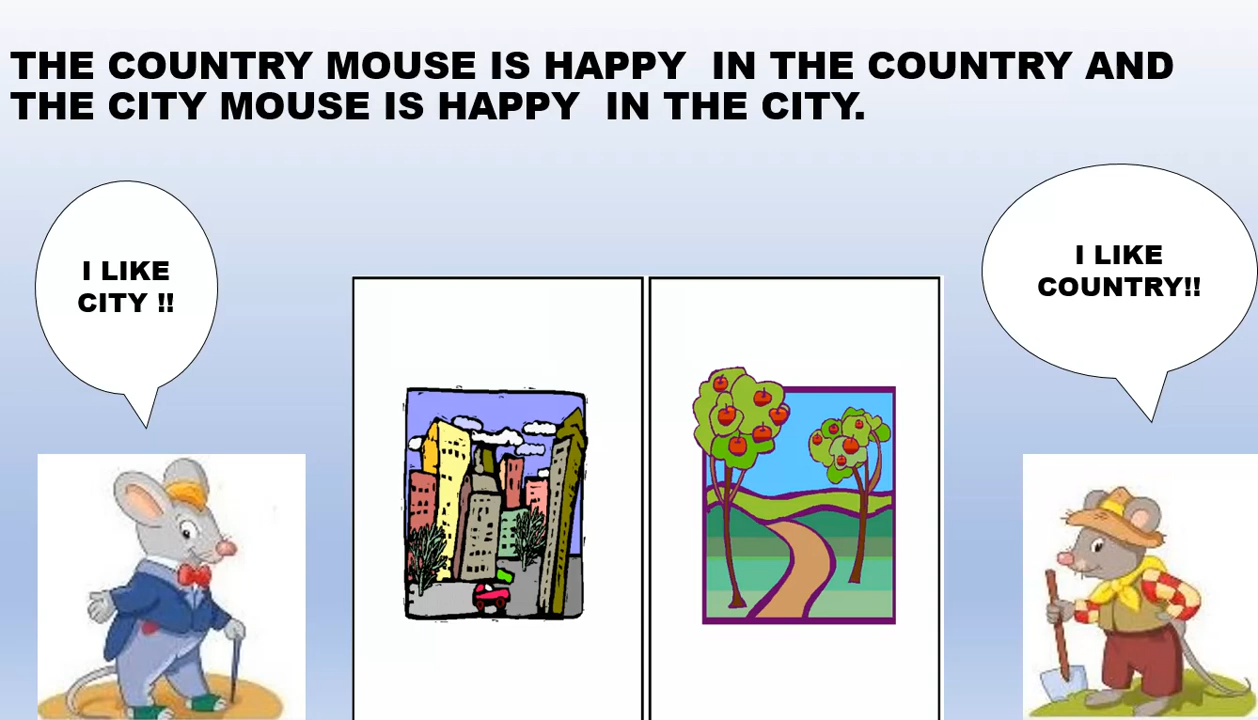 THE COUNTRY MOUSE IS HAPPY  IN THE COUNTRY AND
THE CITY MOUSE IS HAPPY  IN THE CITY.
I LIKE
CITY !!
I LIKE
COUNTRY!!